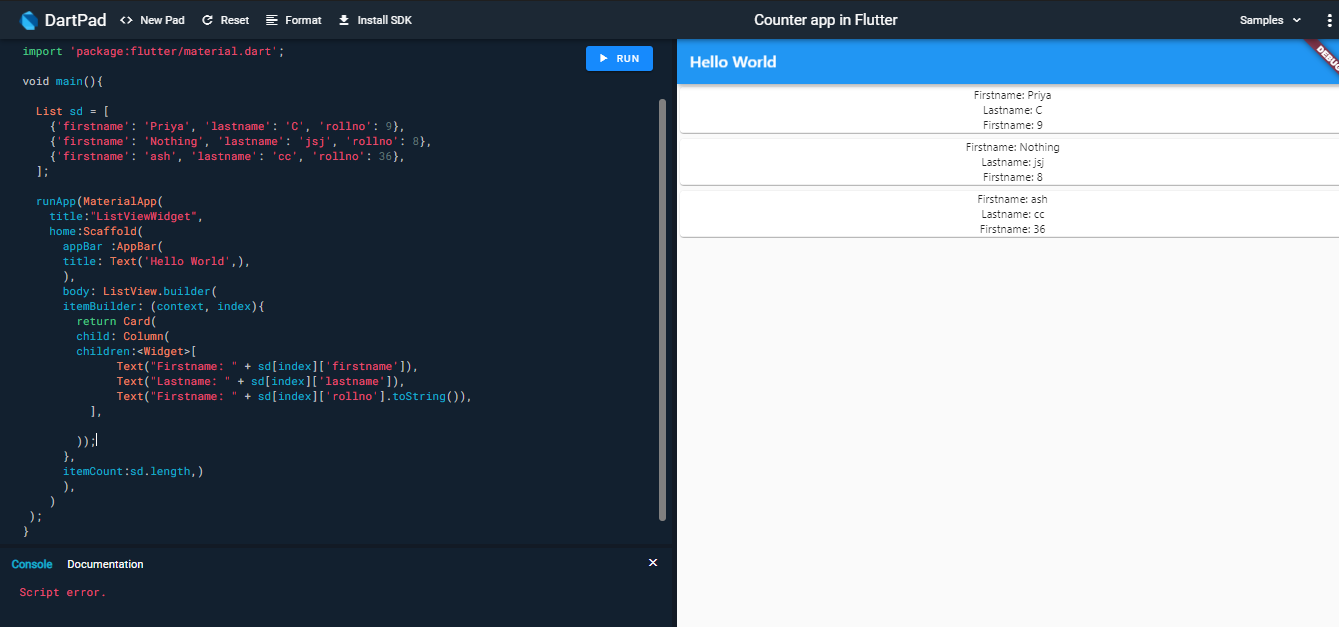 DartPad <> New Pad Reset Format Install SDK Counter app in Flutter Samples
import 'package:flutter/material.dart';
RUN
void main(){
List sd = [
{'firstname': 'Priya', 'lastname': 'C', 'rollno': 9},
{'firstname': 'Nothing', 'lastname': 'jsj', 'rollno': 8},
{'firstname': 'ash', 'lastname': 'cc', 'rollno': 36},
];
runApp(MaterialApp(
title:"ListViewWidget",
home:Scaffold(
appBar :AppBar(
title: Text('Hello World',),
),
body: ListView.builder(
itemBuilder: (context, index){
return Card(
child: Column(
children:<Widget>[
Text("Firstname: " + sd[index]['firstname']),
Text("Lastname: " + sd[index]['lastname']),
Text("Firstname: " + sd[index]['rollno'].toString()),
],
));
},
itemCount:sd.length,)
),
)
);
}
Console Documentation
Script error.
Hello World
DEBUG
Firstname: Priya
Lastname: C
Firstname: 9
Firstname: Nothing
Lastname: jsj
Firstname: 8
Firstname: ash
Lastname: cc
Firstname: 36